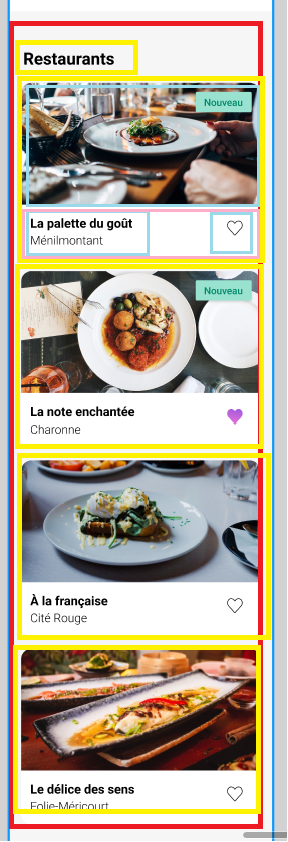 Restaurants
Nouveau
La palette du goût
Ménilmontant
Nouveau
La note enchantée
Charonne
À la française
Cité Rouge
Le délice des sens
Folie-Méricourt